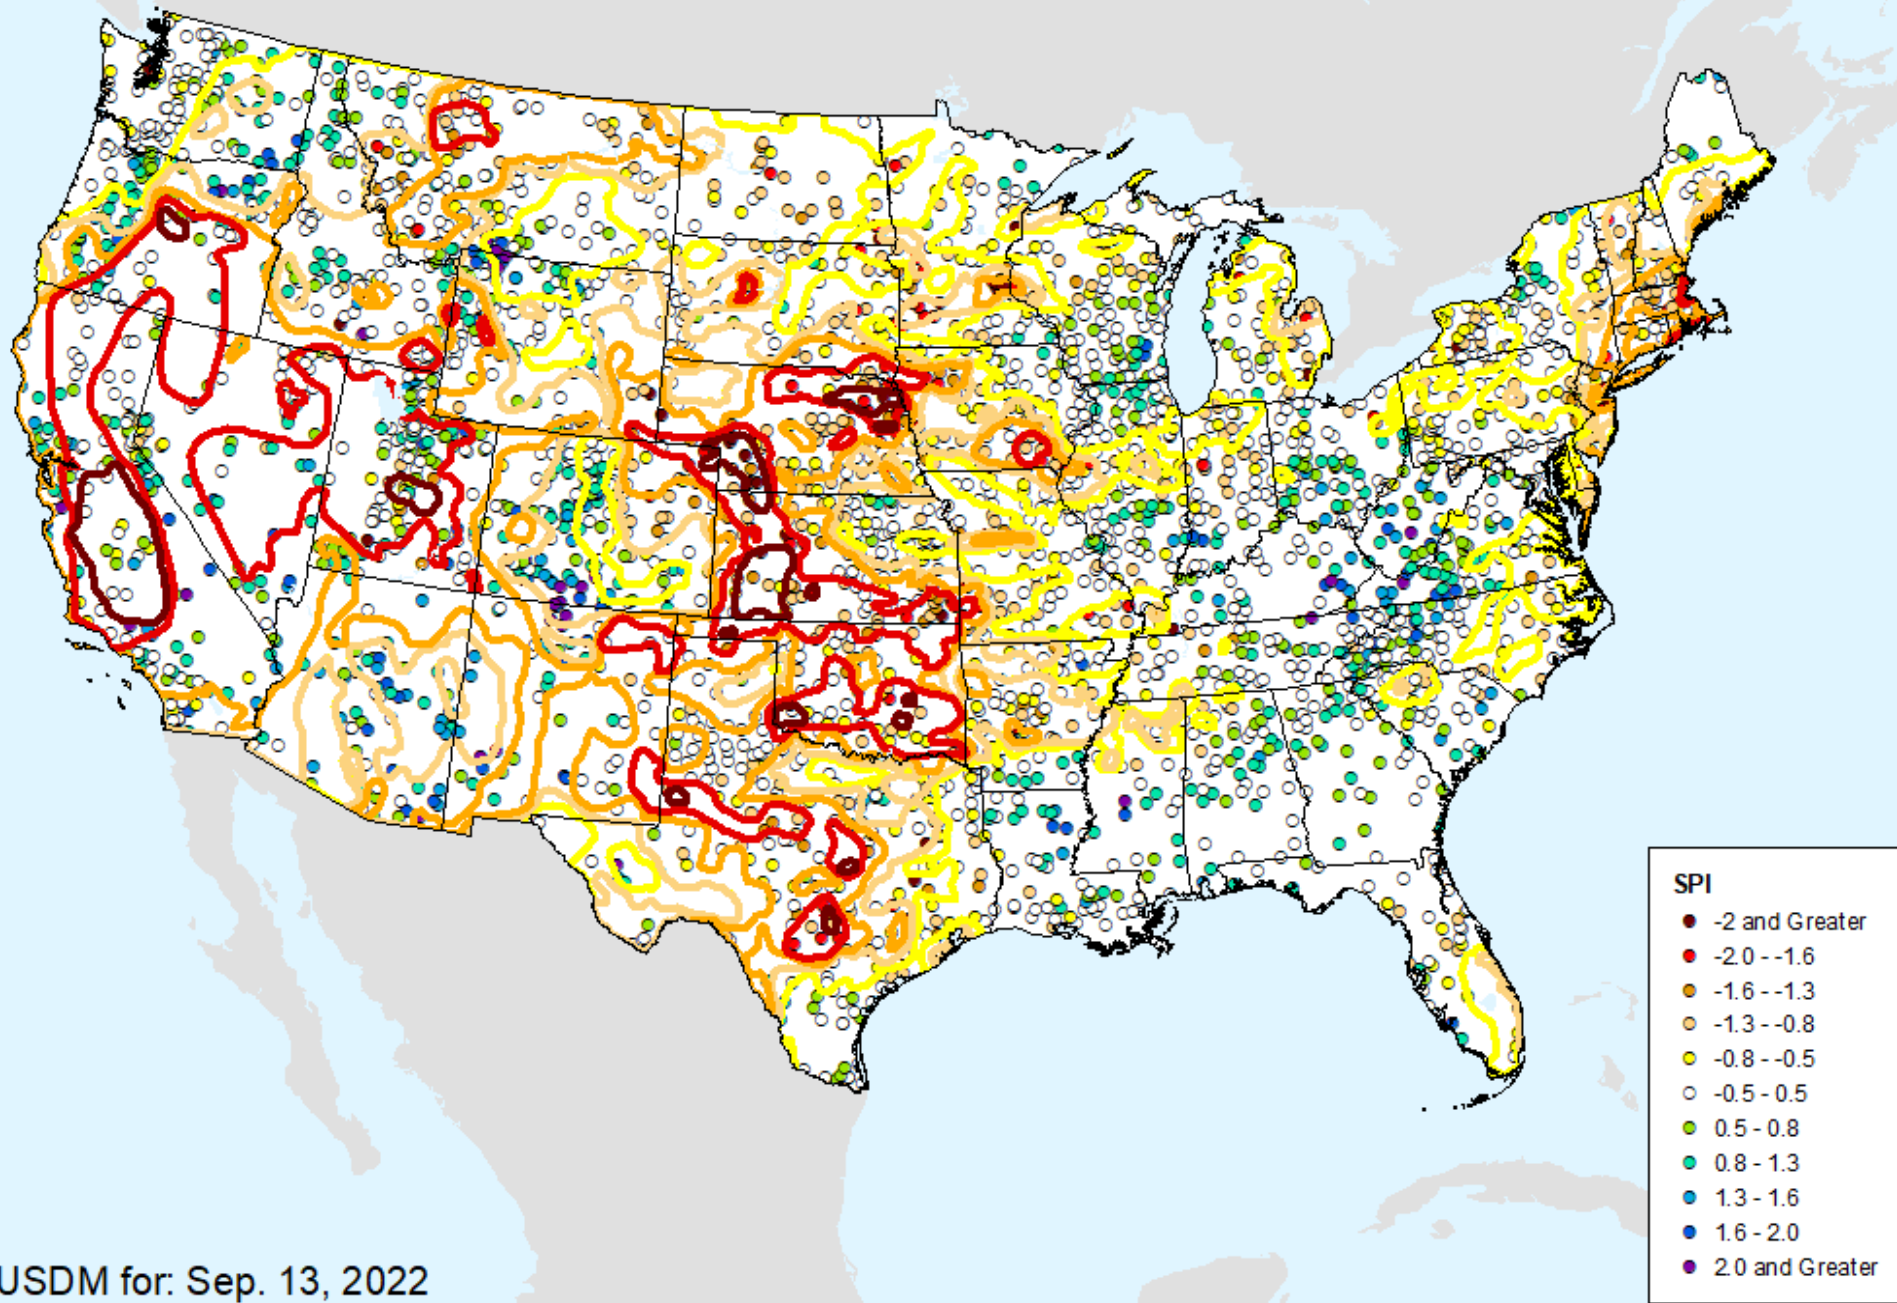 SPI
-2 and Greater
-2.0 - -1.6
-1.6 - -1.3
-1.3 - -0.8
-0.8 - -0.5
-0.5 - 0.5
0.5 - 0.8
0.8 - 1.3
1.3 - 1.6
1.6 - 2.0
2.0 and Greater
USDM for: Sep. 13, 2022